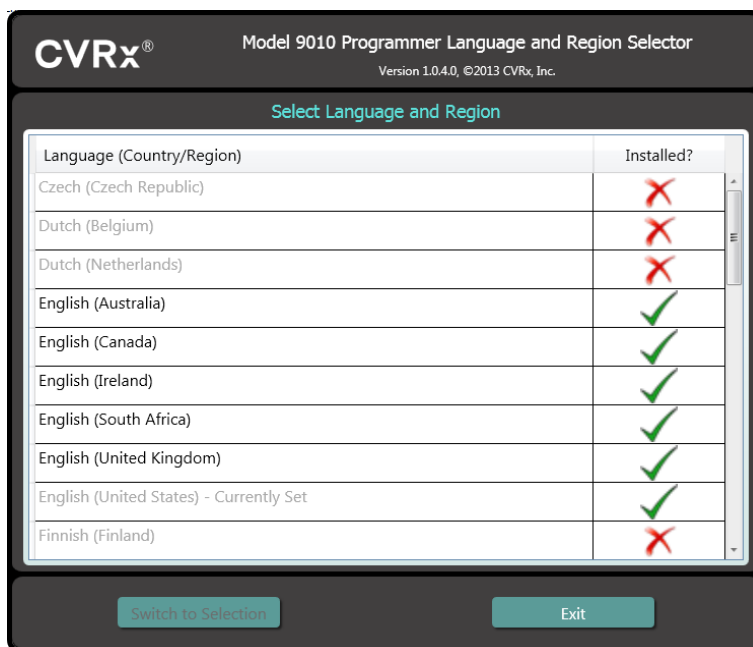 CVRx®
Model 9010 Programmer Language and Region Selector
Version 1.0.4.0, ©2013 CVRx, Inc.
Select Language and Region
Language (Country/Region) Installed?
Czech (Czech Republic)
Dutch (Belgium)
Dutch (Netherlands)
English (Australia)
English (Canada)
English (Ireland)
English (South Africa)
English (United Kingdom)
English (United States) - Currently Set
Finnish (Finland)
Switch to Selection Exit